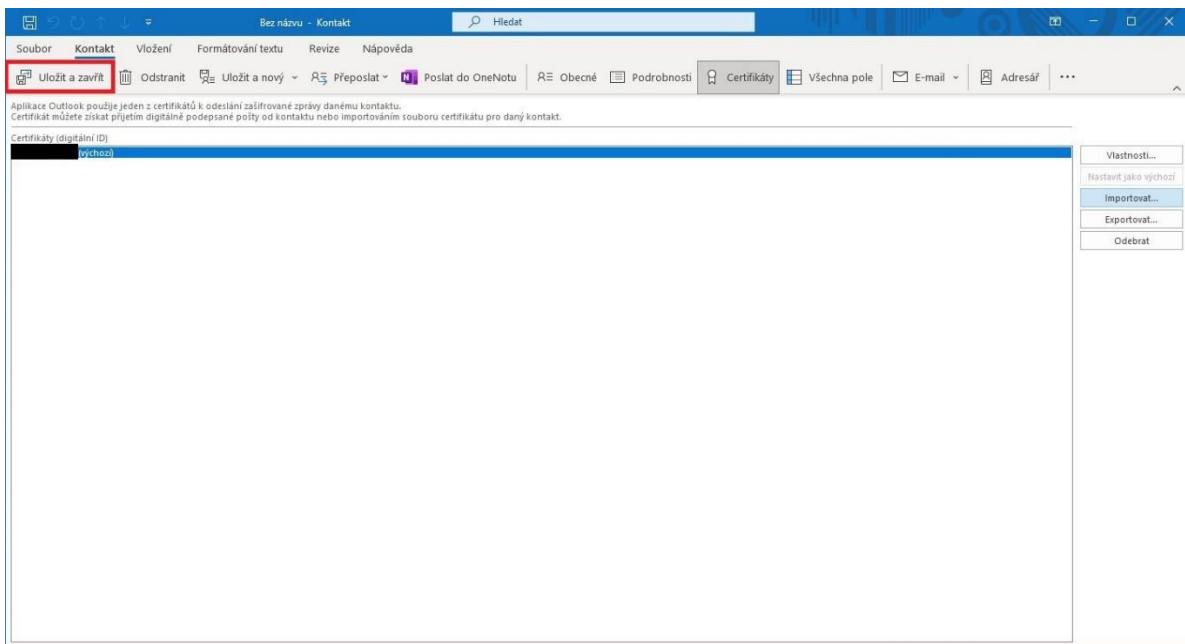 Bez názvu - Kontakt
Hledat
Soubor Kontakt Vložení Formátování textu Revize Nápověda
Uložit a zavřít Odstranit Uložit a nový Přeposlat Poslat do OneNotu Obecné Podrobnosti Certifikáty Všechna pole E-mail Adresář ...
Aplikace Outlook použije jeden z certifikátů k odeslání zašifrované zprávy danému kontaktu.
Certifikát můžete získat přijetím digitálně podepsané pošty od kontaktu nebo importováním souboru certifikátu pro daný kontakt.
Certifikáty (digitální ID)
(výchozí)
Vlastnosti...
Nastavit jako výchozí
Importovat...
Exportovat...
Odebrat